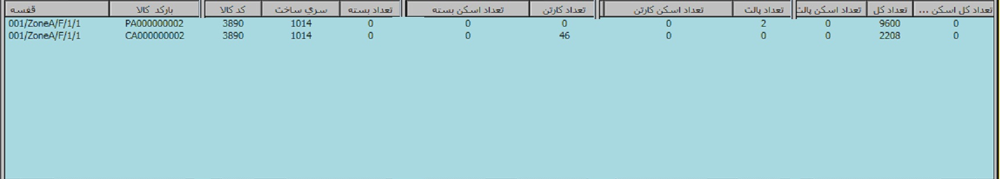 قفسه بارکد کالا کد کالا سري ساخت تعداد بسته تعداد اسکن بسته تعداد کارتن تعداد اسکن کارتن تعداد پالت تعداد اسکن پالت تعداد کل تعداد کل اسکن ...
001/ZoneA/F/1/1 PA000000002 3890 1014 0 0 0 0 2 0 9600 0
001/ZoneA/F/1/1 CA000000002 3890 1014 0 0 46 0 0 0 2208 0